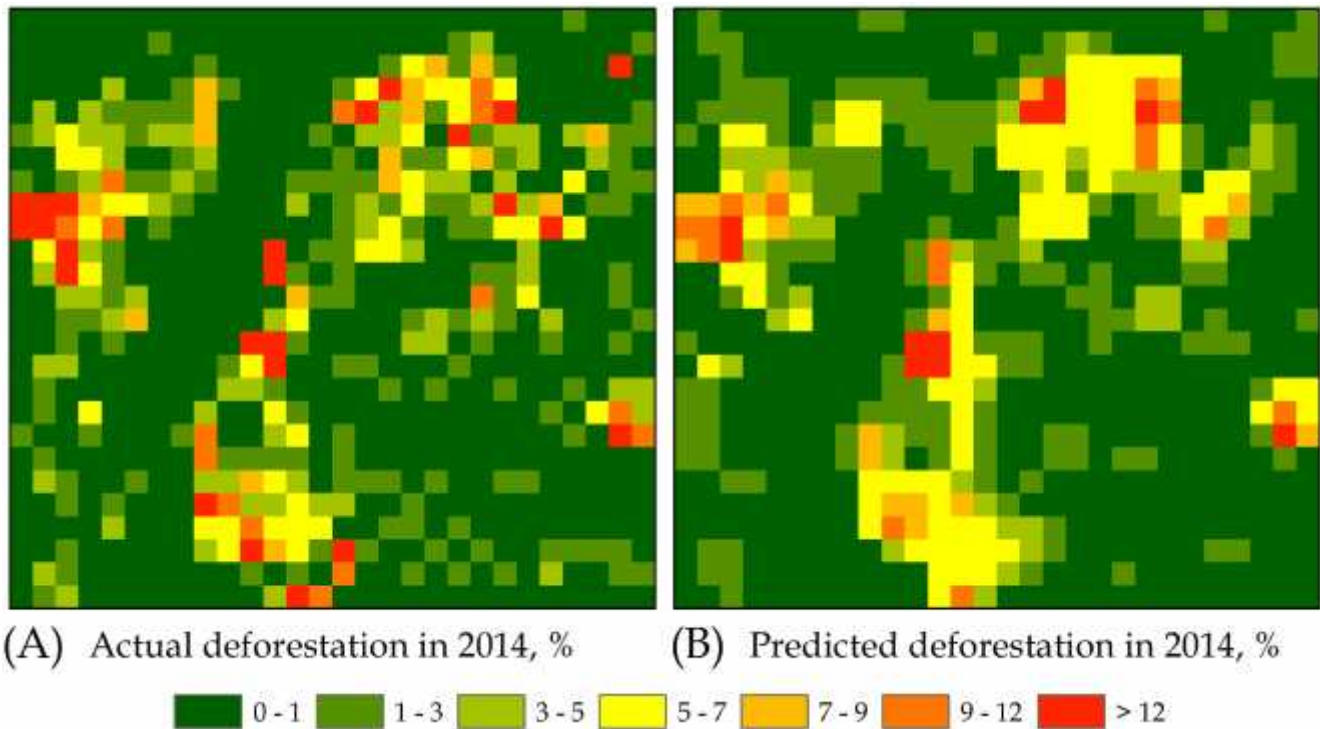 (A) Actual deforestation in 2014, %
(B) Predicted deforestation in 2014, %
0 - 1 1 - 3 3 - 5 5 - 7 7 - 9 9 - 12 > 12